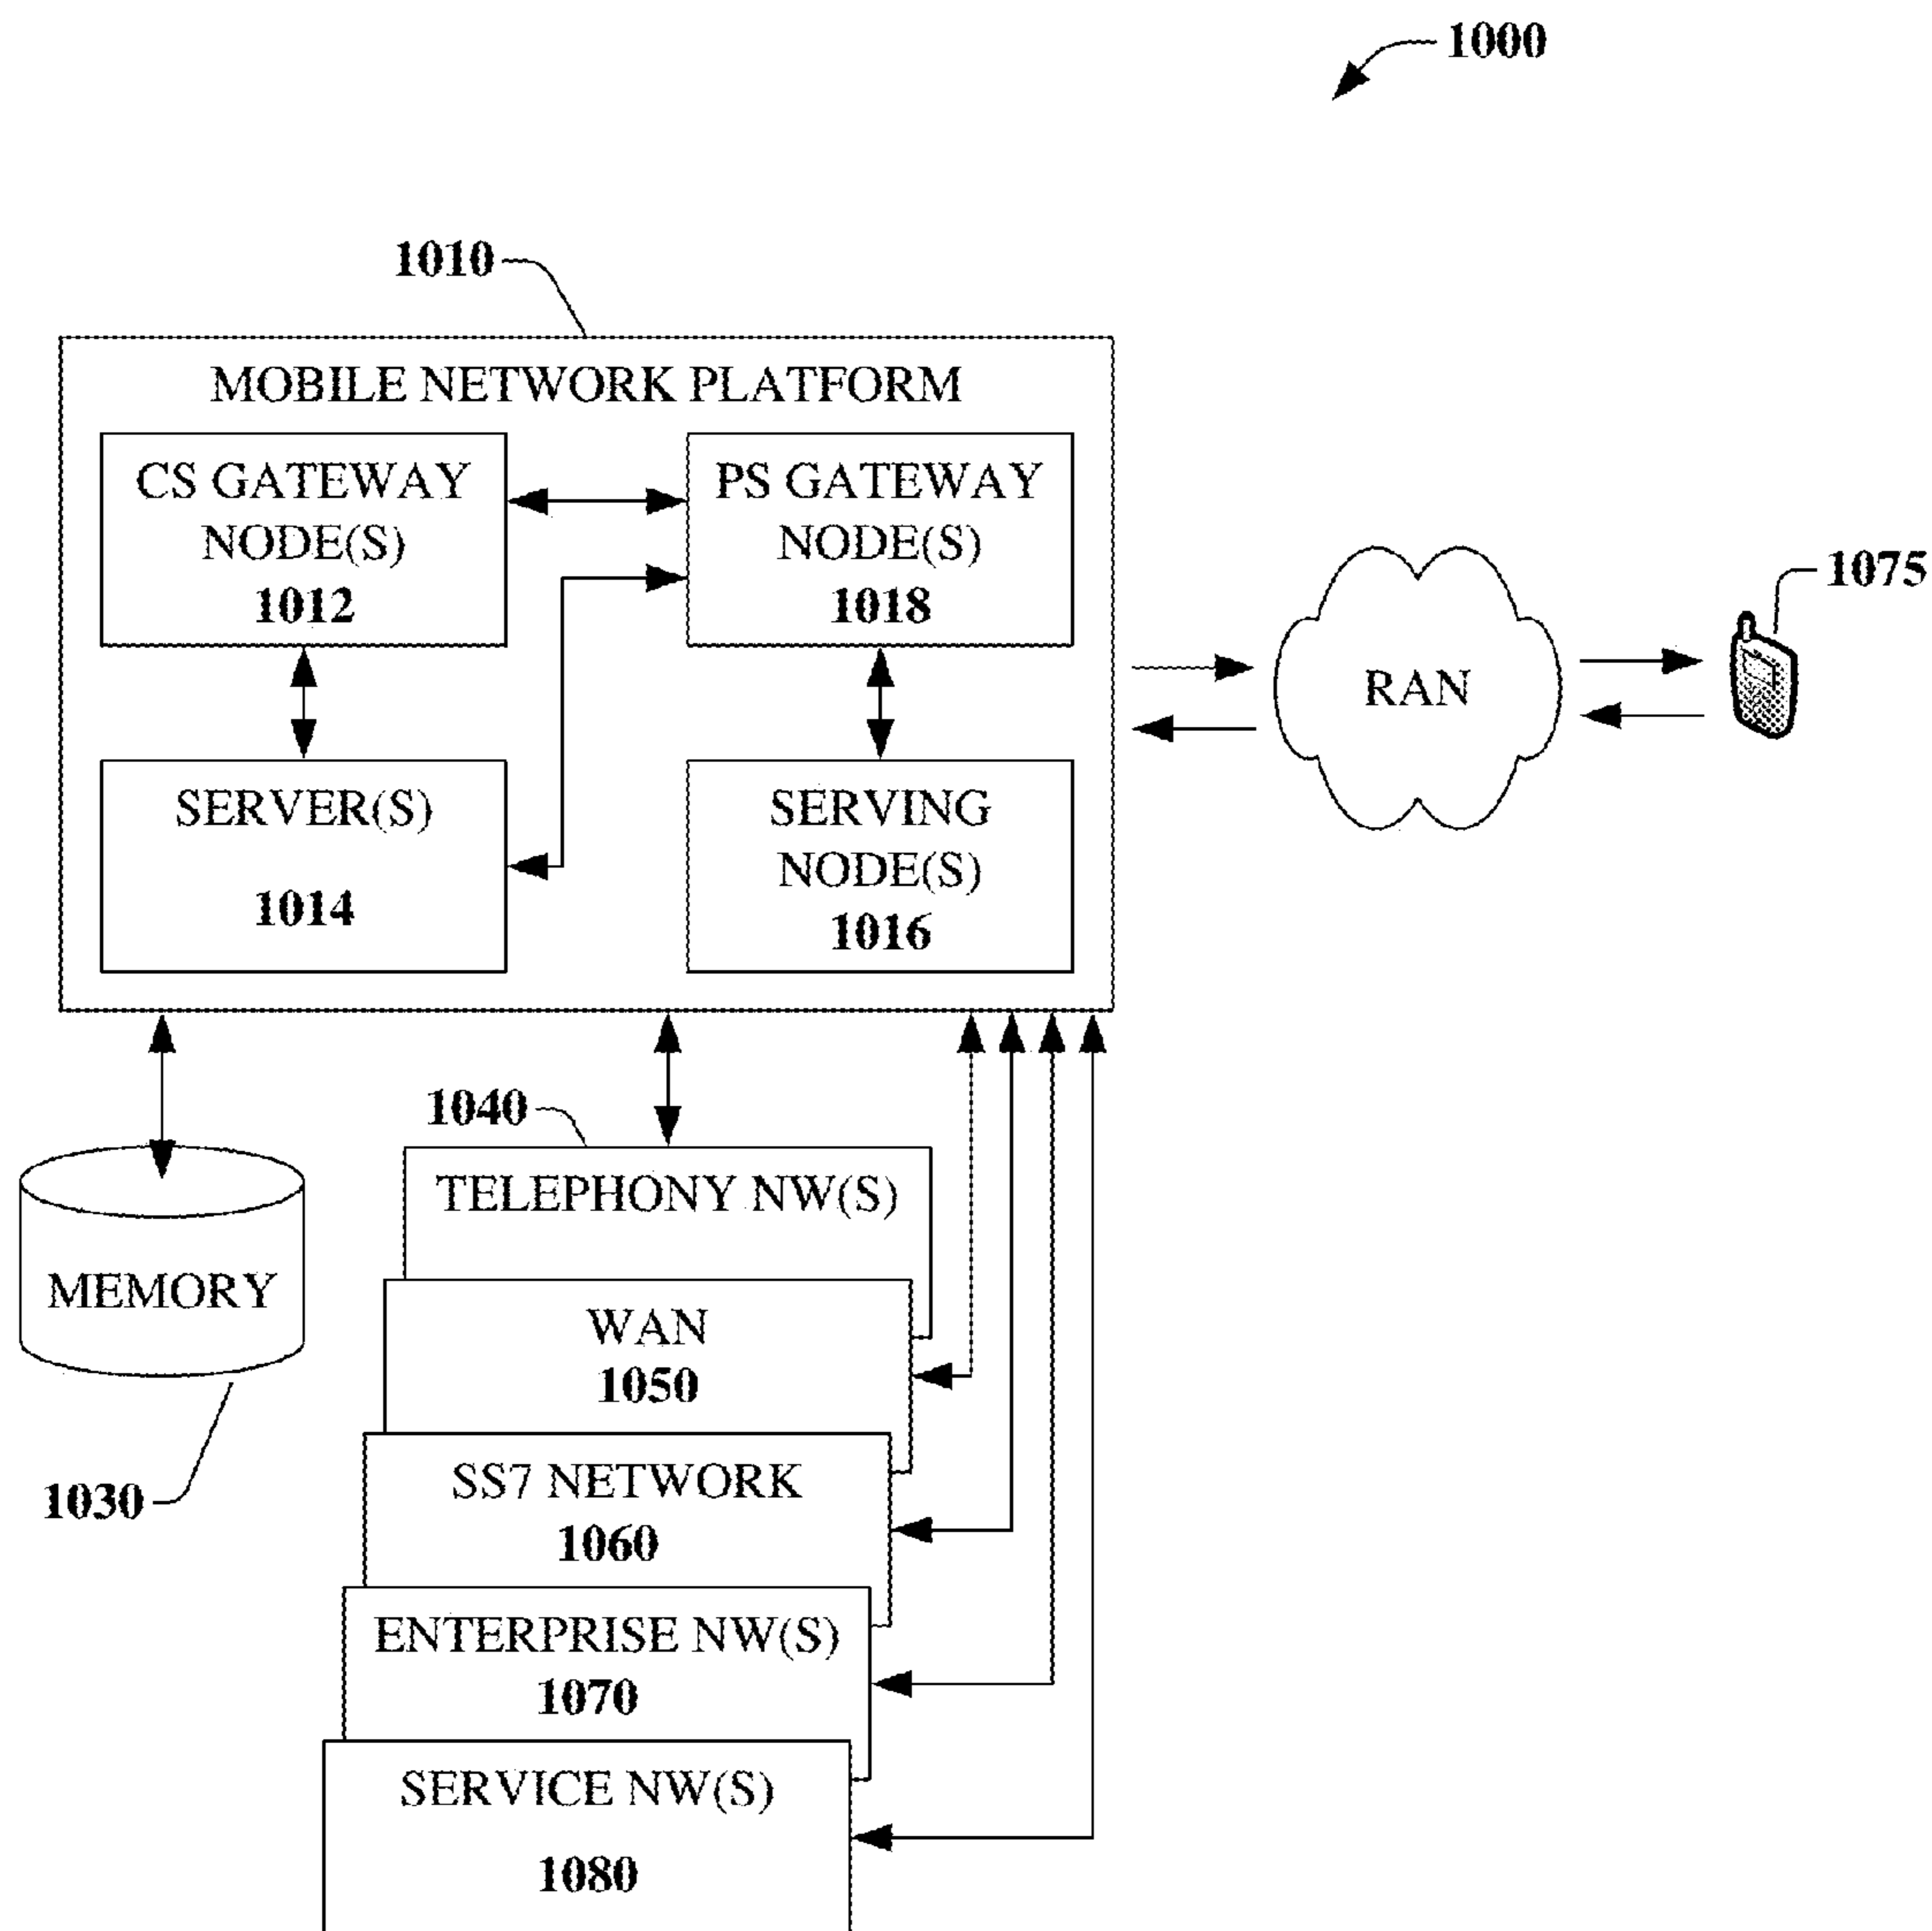 1000
1010
MOBILE NETWORK PLATFORM
CS GATEWAY
NODE(S)
1012
PS GATEWAY
NODE(S)
1018
SERVER(S)
1014
SERVING
NODE(S)
1016
RAN
1075
1040
TELEPHONY NW(S)
MEMORY
1030
WAN
1050
SS7 NETWORK
1060
ENTERPRISE NW(S)
1070
SERVICE NW(S)
1080